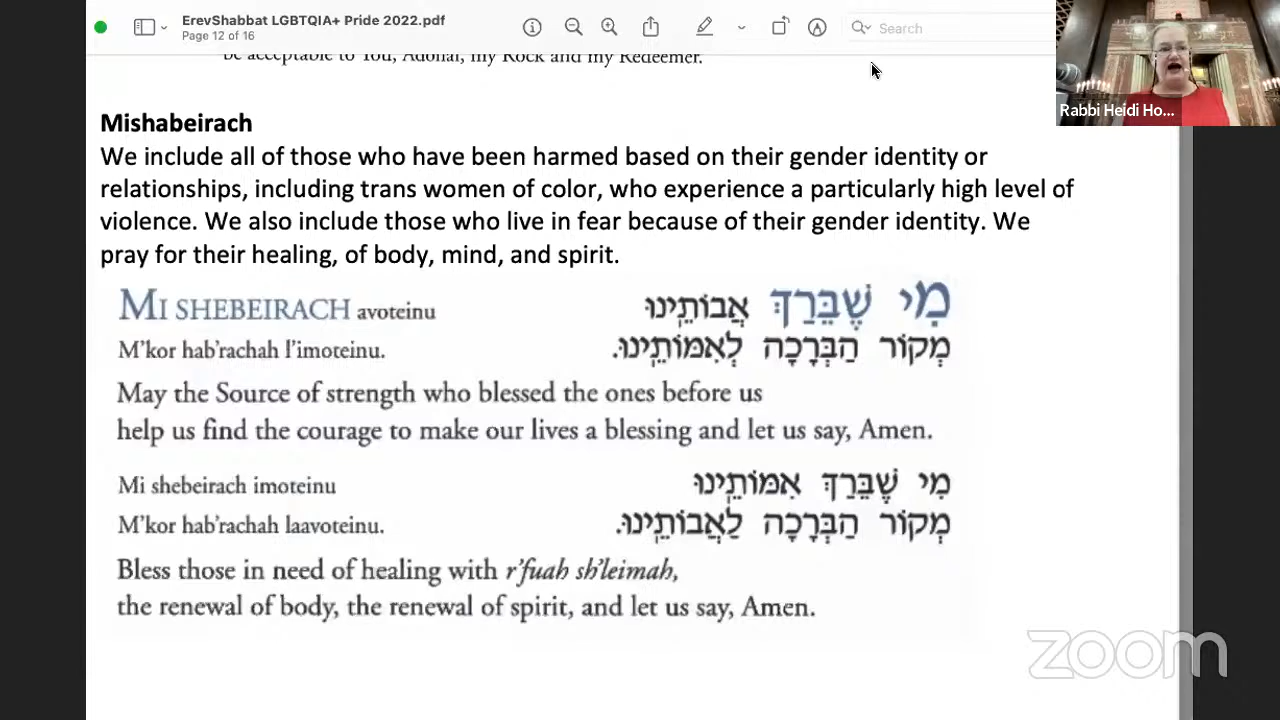 ErevShabbat LGBTQIA+ Pride 2022.pdf
Page 12 of 16
Search
be acceptable to You, Adonai, my Rock and my Redeemer.
Rabbi Heidi Ho...
Mishabeirach
We include all of those who have been harmed based on their gender identity or
relationships, including trans women of color, who experience a particularly high level of
violence. We also include those who live in fear because of their gender identity. We
pray for their healing, of body, mind, and spirit.
MI SHEBEIRACH avoteinu
מִי שֶׁבֵּרַךְ אֲבוֹתֵֽינוּ
M'kor hab'rachah l'imoteinu.
מְקוֹר הַבְּרָכָה לְאִמּוֹתֵֽינוּ.
May the Source of strength who blessed the ones before us
help us find the courage to make our lives a blessing and let us say, Amen.
Mi shebeirach imoteinu
מִי שֶׁבֵּרַךְ אִמּוֹתֵֽינוּ
M'kor hab'rachah laavoteinu.
מְקוֹר הַבְּרָכָה לַאֲבוֹתֵֽינוּ.
Bless those in need of healing with r'fuah sh'leimah,
the renewal of body, the renewal of spirit, and let us say, Amen.
zoom